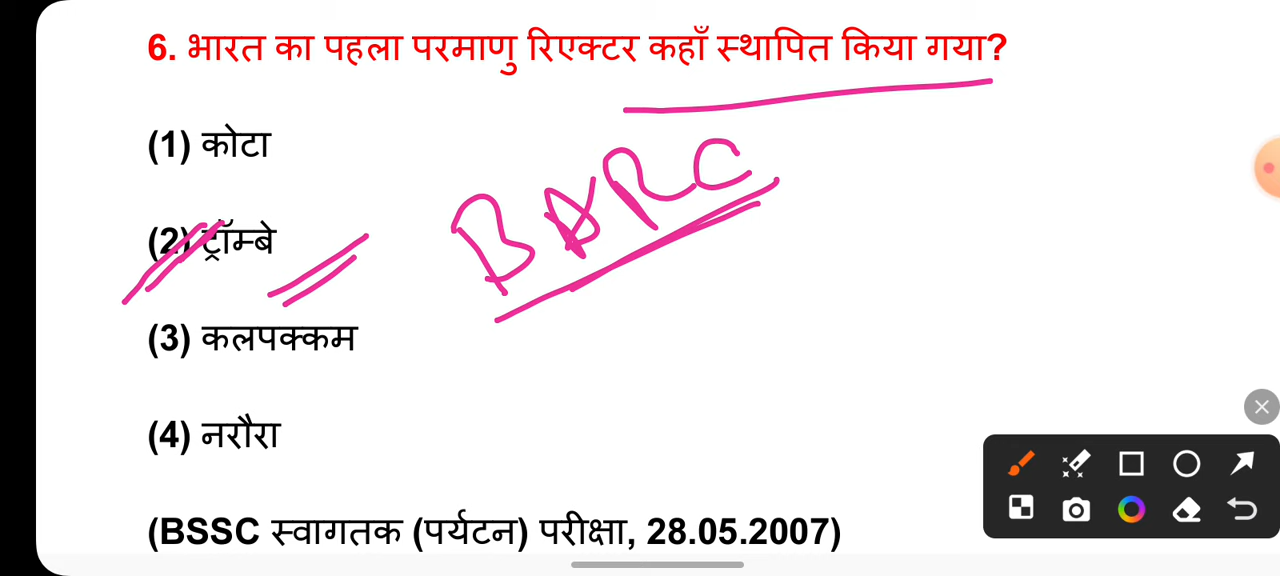 6. भारत का पहला परमाणु रिएक्टर कहाँ स्थापित किया गया?
(1) कोटा
BARC
(2) ट्रॉम्बे
(3) कलपक्कम
(4) नरौरा
(BSSC स्वागतक (पर्यटन) परीक्षा, 28.05.2007)